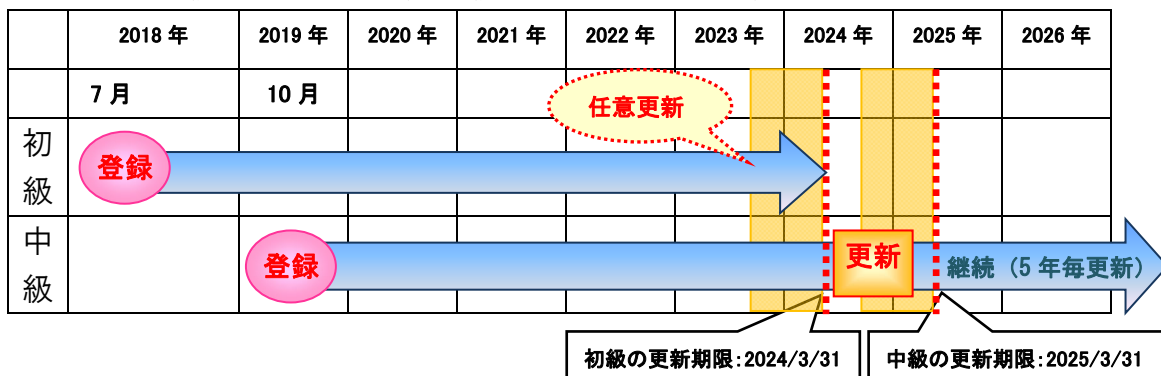 2018 年 2019 年 2020 年 2021 年 2022 年 2023 年 2024 年 2025 年 2026 年
7 月 10 月
任意更新
初級
登録
中級
登録
更新
継続（5 年毎更新）
初級の更新期限：2024/3/31
中級の更新期限：2025/3/31